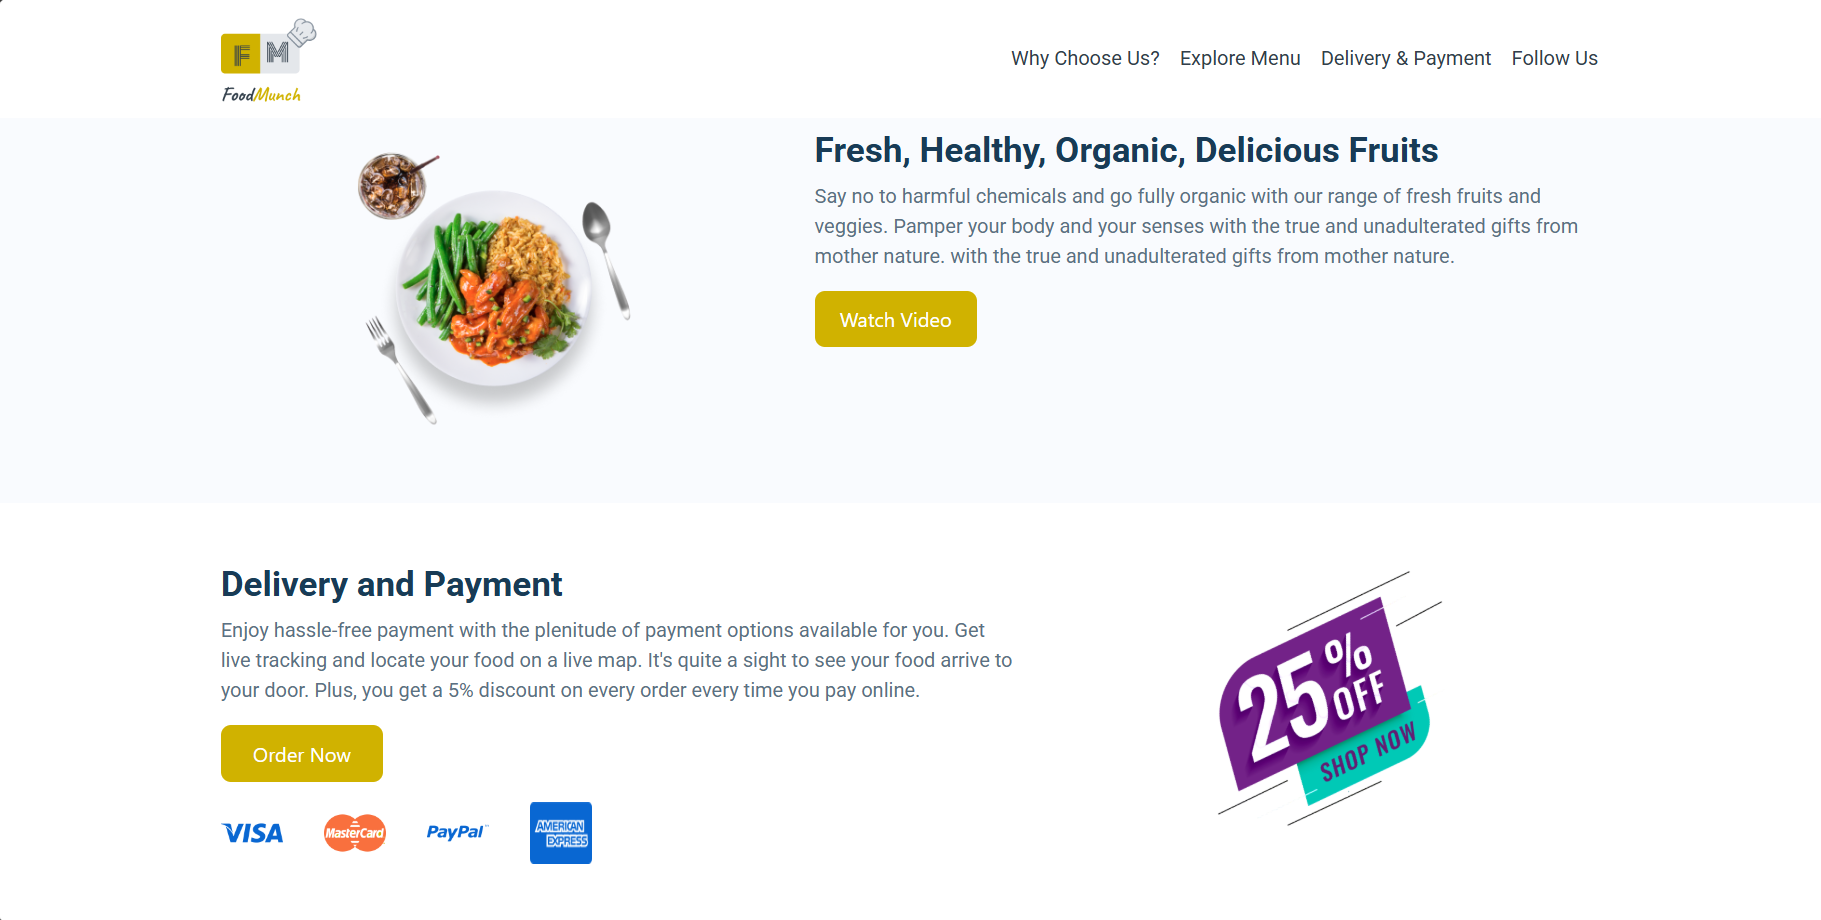 FM
FoodMunch
Why Choose Us? Explore Menu Delivery & Payment Follow Us
Fresh, Healthy, Organic, Delicious Fruits
Say no to harmful chemicals and go fully organic with our range of fresh fruits and
veggies. Pamper your body and your senses with the true and unadulterated gifts from
mother nature. with the true and unadulterated gifts from mother nature.
Watch Video
Delivery and Payment
Enjoy hassle-free payment with the plenitude of payment options available for you. Get
live tracking and locate your food on a live map. It's quite a sight to see your food arrive to
your door. Plus, you get a 5% discount on every order every time you pay online.
Order Now
VISA MasterCard PayPal AMERICAN
EXPRESS
25%
OFF
SHOP NOW